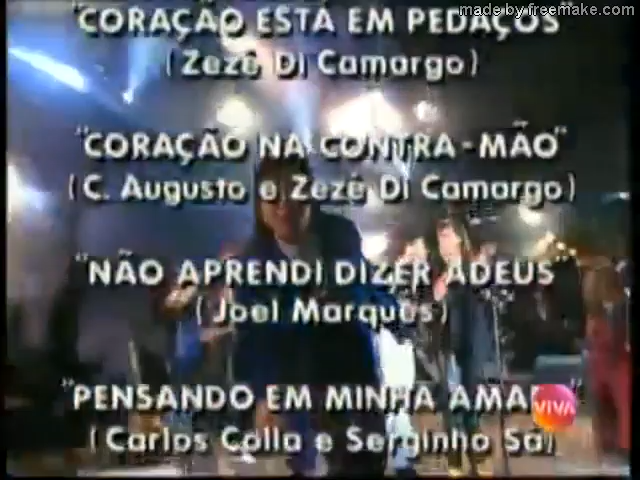 made by freemake.com
"CORAÇÃO ESTÁ EM PEDAÇOS"
(Zezé Di Camargo)
"CORAÇÃO NA CONTRA-MÃO"
(C. Augusto e Zezé Di Camargo)
"NÃO APRENDI DIZER ADEUS"
(Joel Marques)
"PENSANDO EM MINHA
VIVA
(Carlos Colla e Serginho Sá)